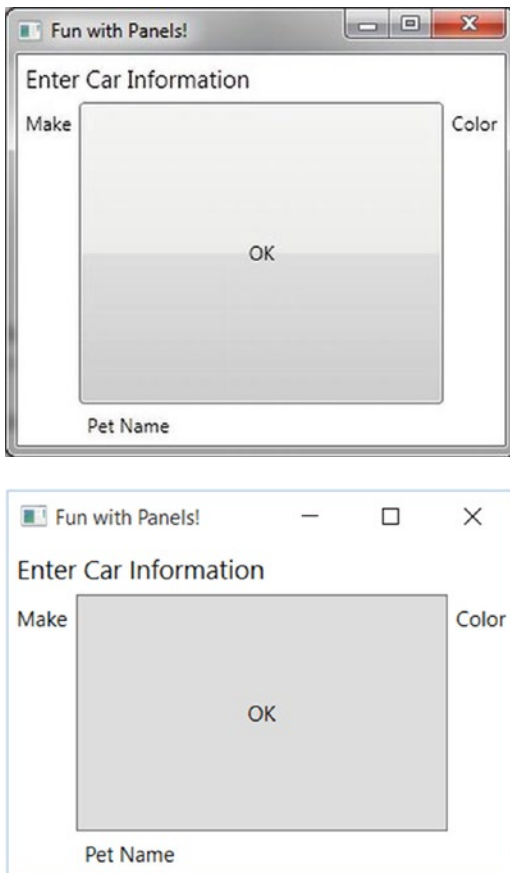 Fun with Panels!
Enter Car Information
Make
OK
Color
Pet Name
Fun with Panels!
Enter Car Information
Make
OK
Color
Pet Name